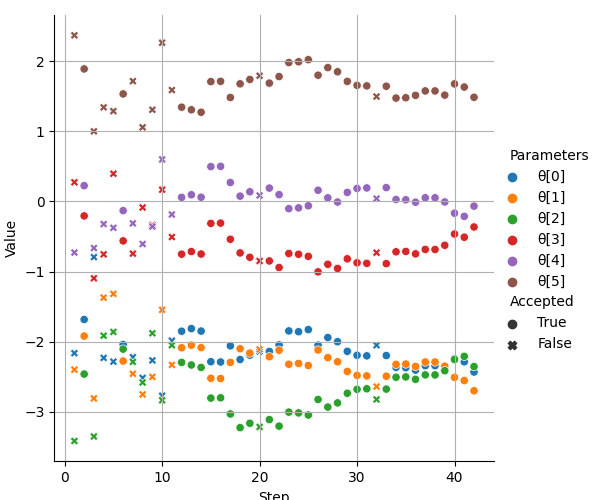 2
1
0
−1
−2
−3
Value
0
10
20
30
40
Step
Parameters
θ[0]
θ[1]
θ[2]
θ[3]
θ[4]
θ[5]
Accepted
True
False